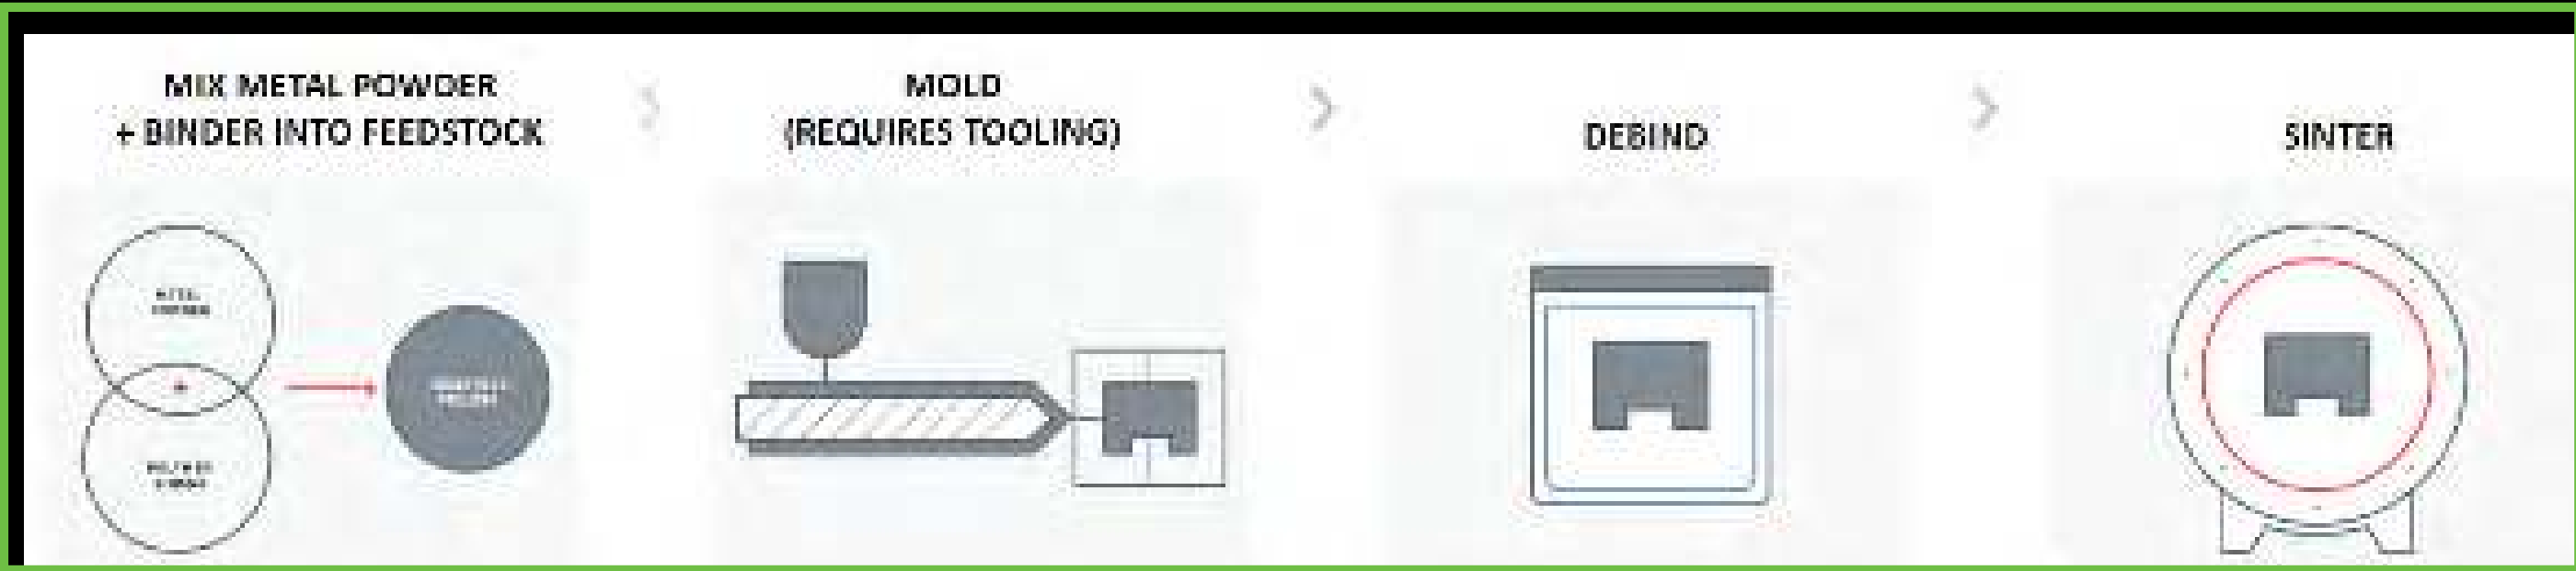 MIX METAL POWDER
+ BINDER INTO FEEDSTOCK
MOLD
(REQUIRES TOOLING)
DEBIND
SINTER